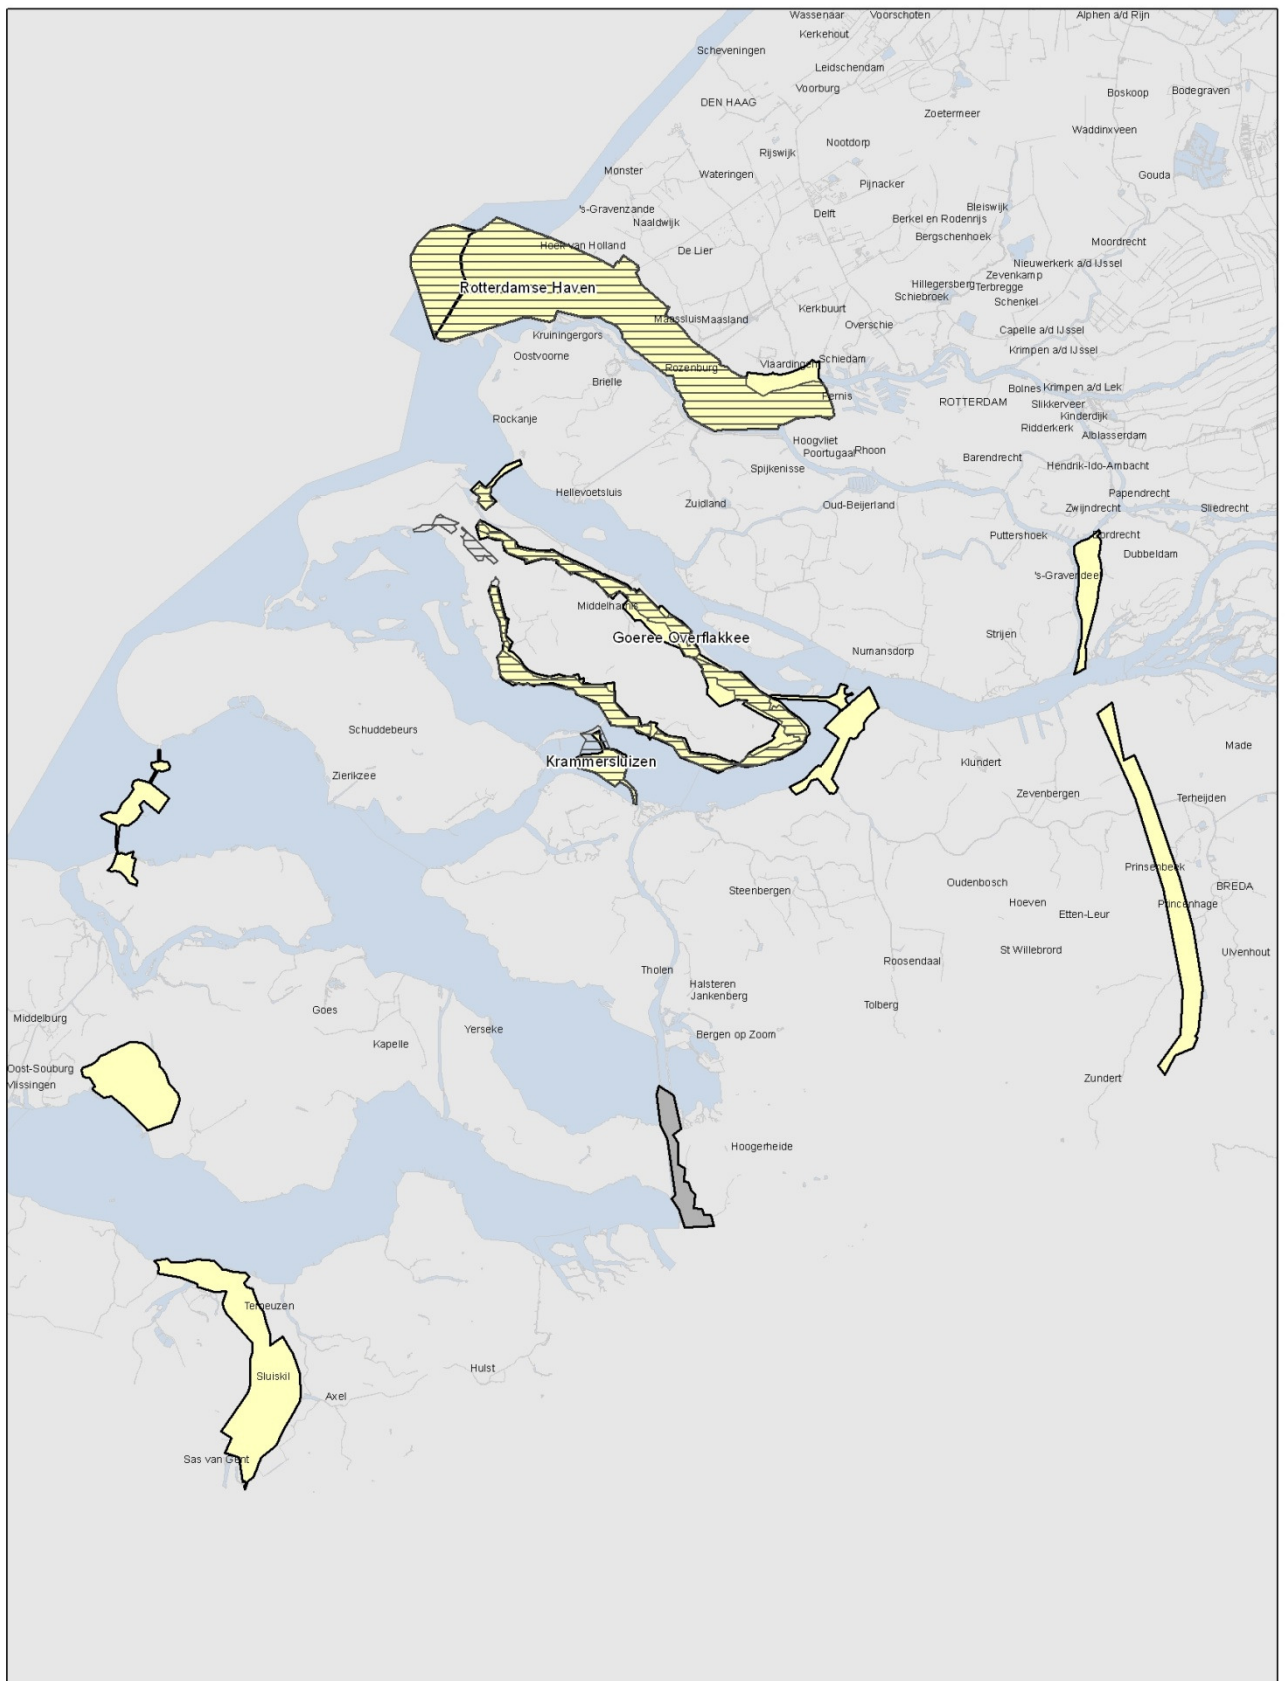 Wassenaar
Voorschoten
Alphen a/d Rijn
Kerkehout
Scheveningen
Leidschendam
Voorburg
Boskoop
Bodegraven
DEN HAAG
Zoetermeer
Waddinxveen
Nootdorp
Rijswijk
Monster
Wateringen
Gouda
Pijnacker
's-Gravenzande
Bleiswijk
Delft
Naaldwijk
Berkel en Rodenrijs
Bergschenhoek
Moordrecht
Hoek van Holland
De Lier
Nieuwerkerk a/d IJssel
Zevenkamp
Hillegersberg
Terbregge
Rotterdamse Haven
Schiebroek
Schenkel
Kerkbuurt
Maassluis
Maasland
Overschie
Capelle a/d IJssel
Kruiningergors
Krimpen a/d IJssel
Oostvoorne
Schiedam
Vlaardingen
Rozenburg
Brielle
Bolnes
Krimpen a/d Lek
Pernis
ROTTERDAM
Slikkerveer
Kinderdijk
Rockanje
Ridderkerk
Alblasserdam
Hoogvliet
Poortugaal
Rhoon
Barendrecht
Spijkenisse
Hendrik-Ido-Ambacht
Hellevoetsluis
Papendrecht
Zuidland
Oud-Beijerland
Zwijndrecht
Sliedrecht
Puttershoek
Dordrecht
Dubbeldam
's-Gravendeel
Middelharnis
Goeree Overflakkee
Strijen
Numansdorp
Schuddebeurs
Made
Krammersluizen
Klundert
Zierikzee
Zevenbergen
Terheijden
Prinsenbeek
Oudenbosch
BREDA
Steenbergen
Hoeven
Princenhage
Etten-Leur
St Willebrord
Ulvenhout
Roosendaal
Tholen
Halsteren
Jankenberg
Tolberg
Goes
Middelburg
Yerseke
Bergen op Zoom
Kapelle
Oost-Souburg
Vlissingen
Zundert
Hoogerheide
Terneuzen
Hulst
Sluiskil
Axel
Sas van Gent